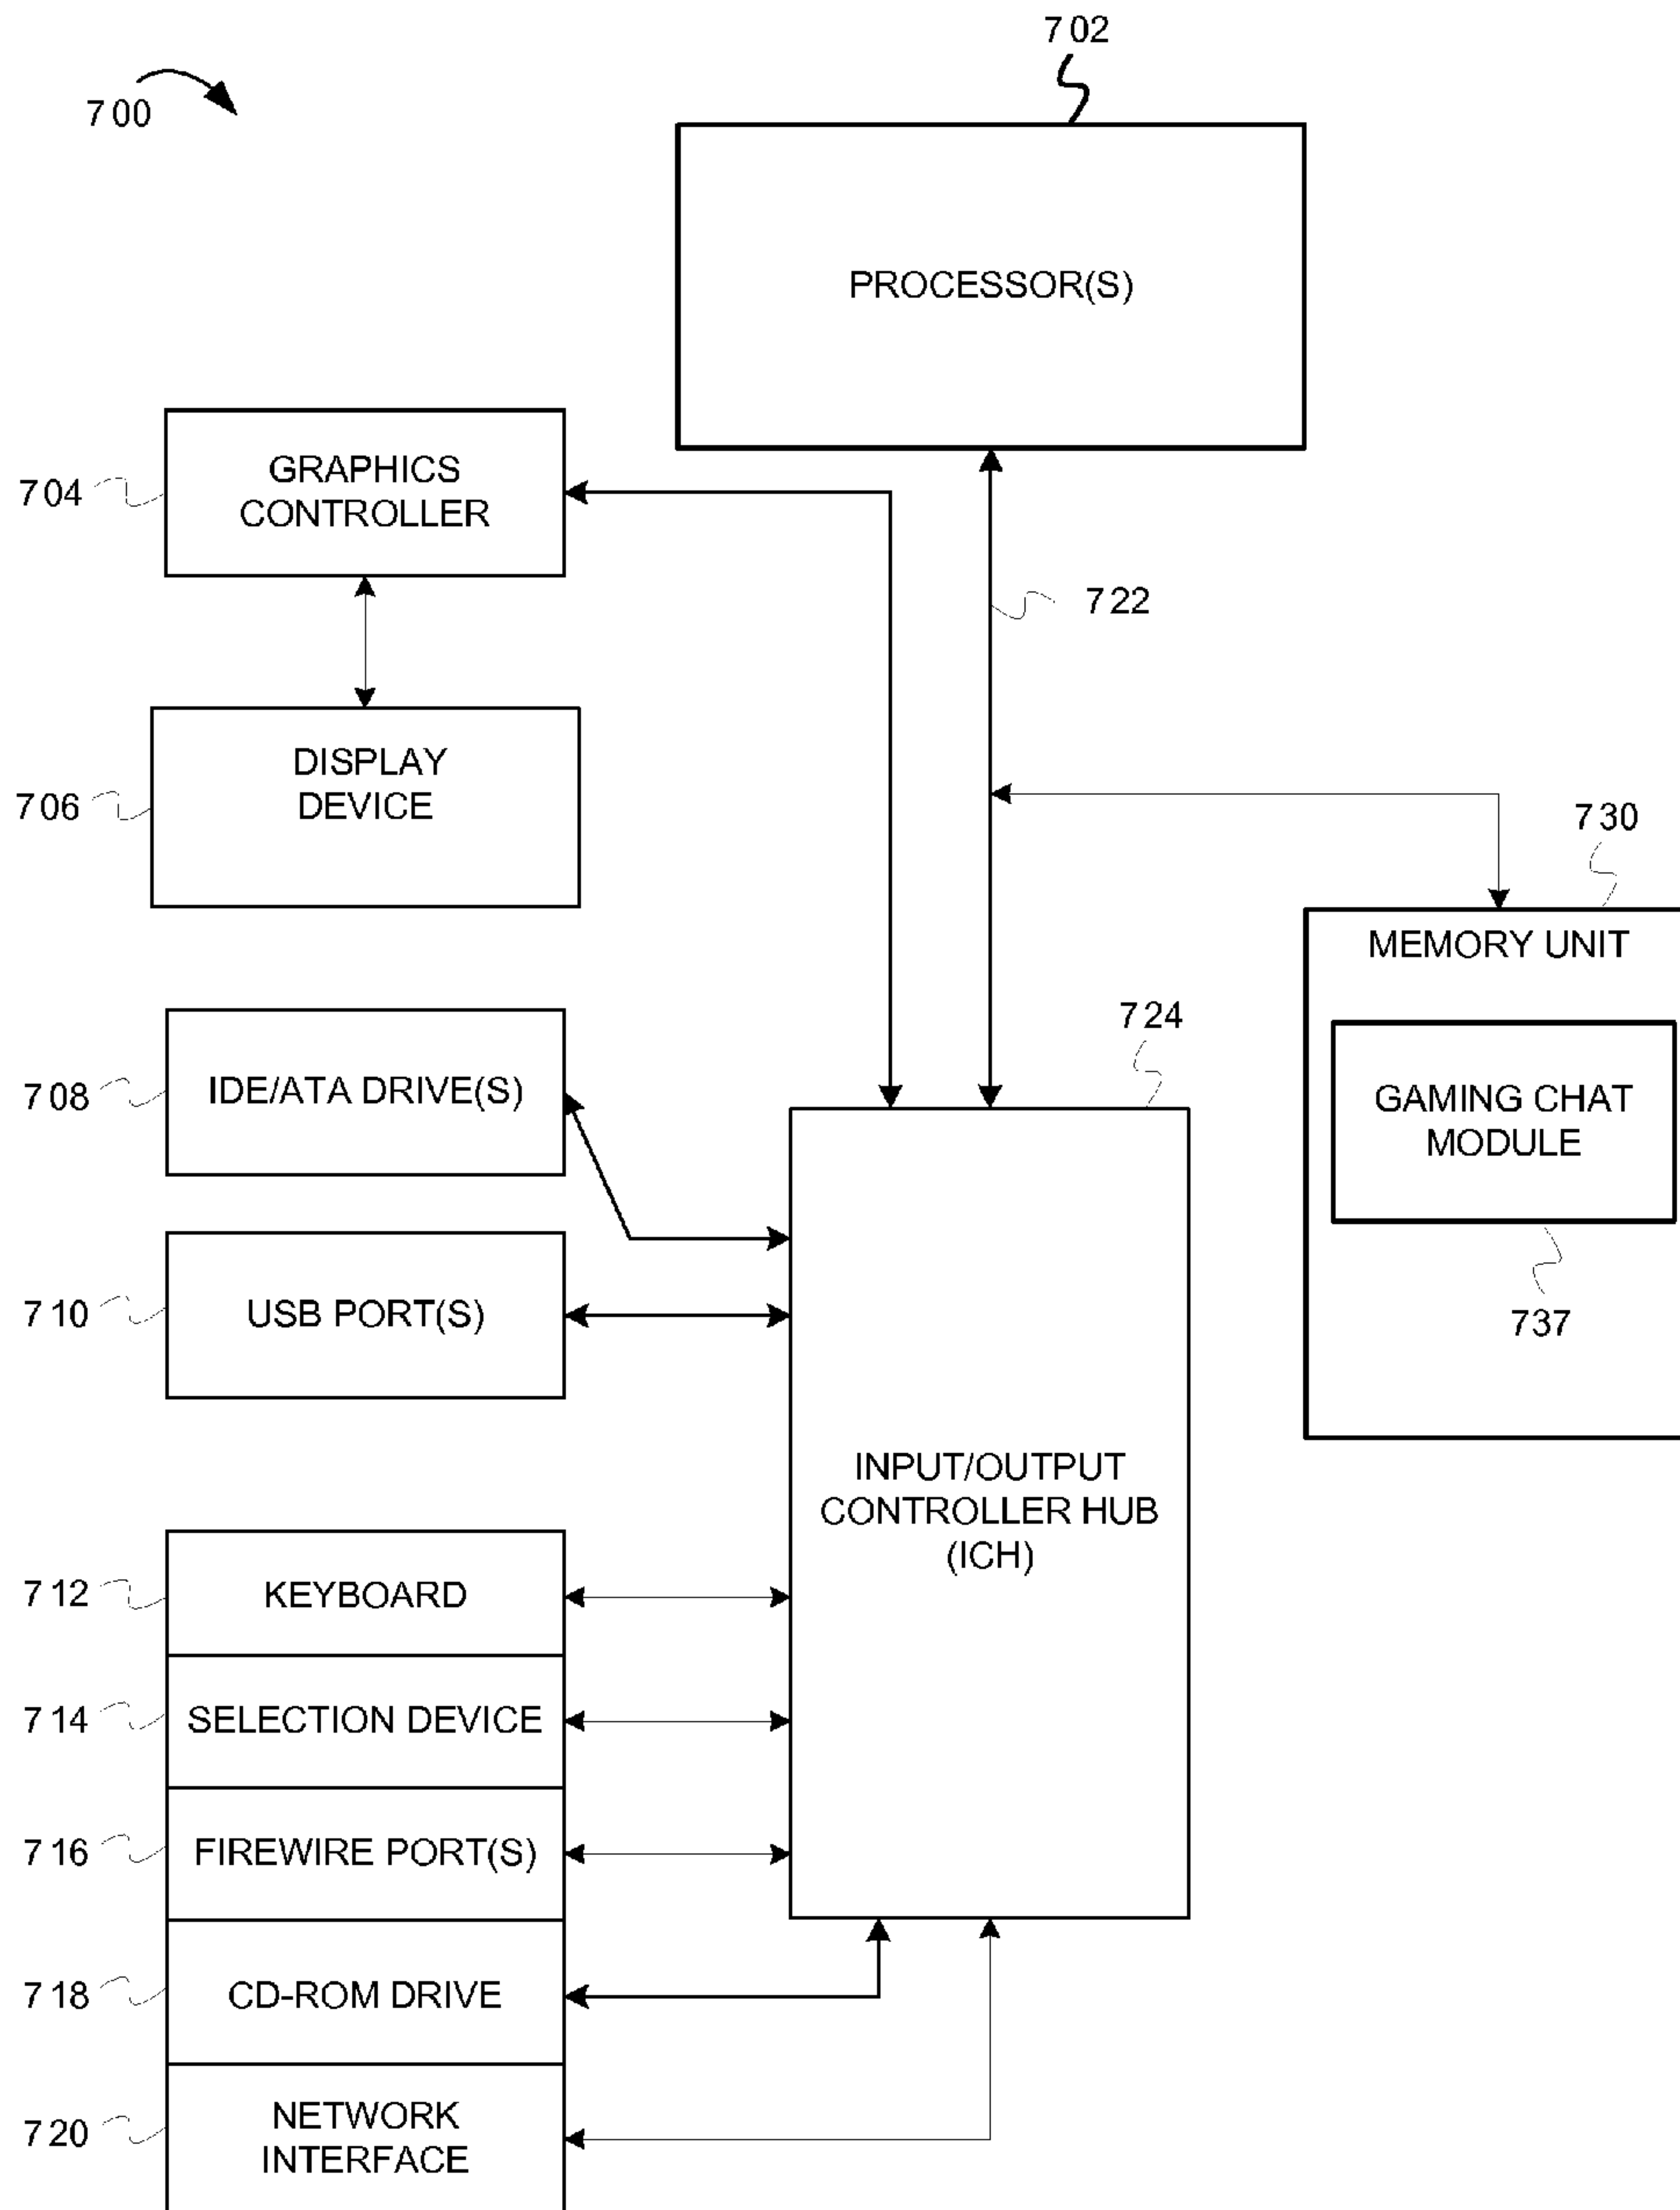 702
700
PROCESSOR(S)
GRAPHICS
CONTROLLER
704
722
DISPLAY
DEVICE
706
730
MEMORY UNIT
724
IDE/ATA DRIVE(S)
708
GAMING CHAT
MODULE
USB PORT(S)
710
737
INPUT/OUTPUT
CONTROLLER HUB
(ICH)
712
KEYBOARD
714
SELECTION DEVICE
716
FIREWIRE PORT(S)
718
CD-ROM DRIVE
720
NETWORK
INTERFACE